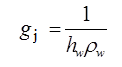 g_j = 1 / (h_w ρ_w)